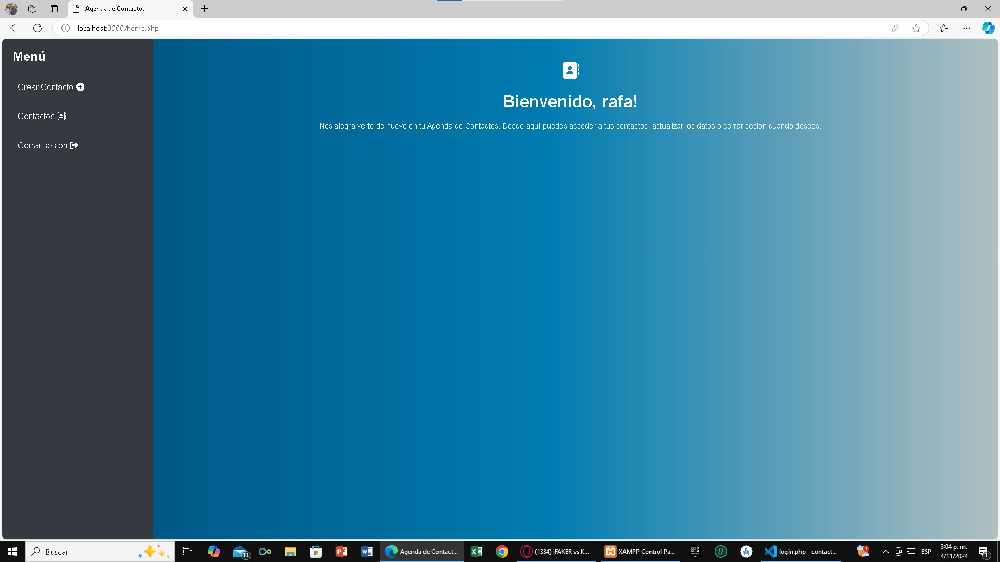 Agenda de Contactos
localhost:3000/home.php
Menú
Crear Contacto
Contactos
Cerrar sesión
Bienvenido, rafa!
Nos alegra verte de nuevo en tu Agenda de Contactos. Desde aquí puedes acceder a tus contactos, actualizar los datos o cerrar sesión cuando desees.
Buscar
13
Agenda de Contact...
(1334) ¡FAKER vs K...
XAMPP Control Pa...
EPIC
GAMES
login.php - contact...
1
ESP
3:04 p. m.
4/11/2024
1